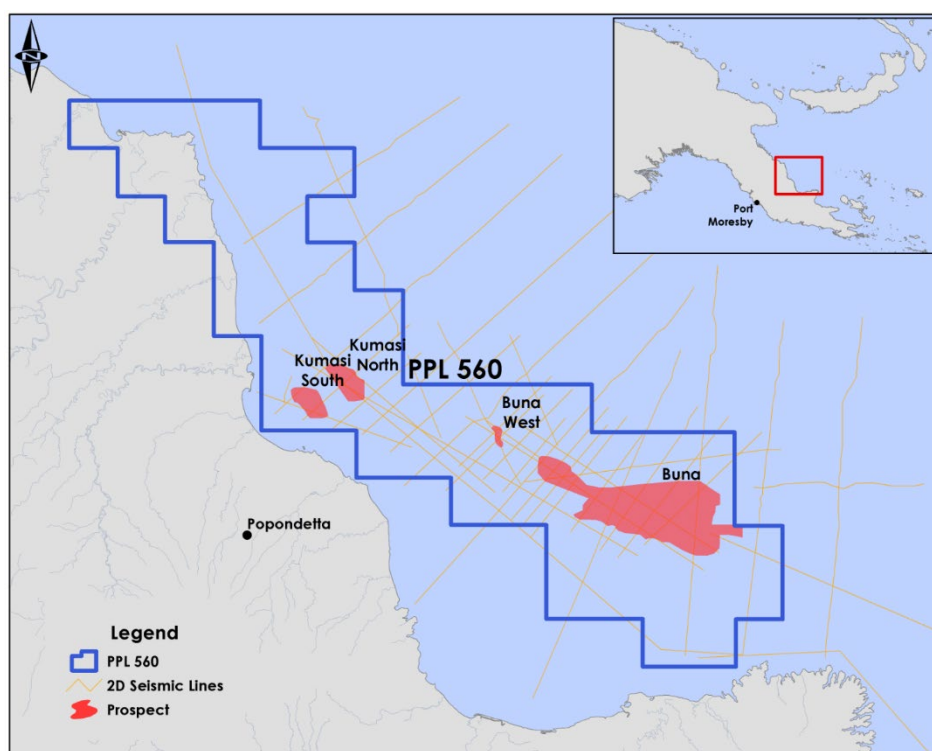 N
Port
Moresby
Kumasi
North
Kumasi
South
PPL 560
Buna
West
Buna
Popondetta
Legend
PPL 560
2D Seismic Lines
Prospect